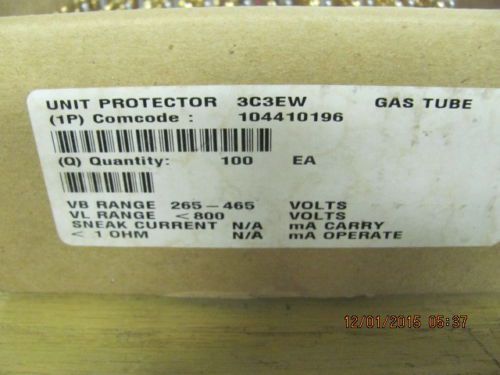 UNIT PROTECTOR 3C3EW GAS TUBE
(1P) Comcode : 104410196
(Q) Quantity: 100 EA
VB RANGE 265-465 VOLTS
VL RANGE <800 VOLTS
SNEAK CURRENT N/A mA CARRY
< 1 OHM N/A mA OPERATE
12/01/2015 05:37